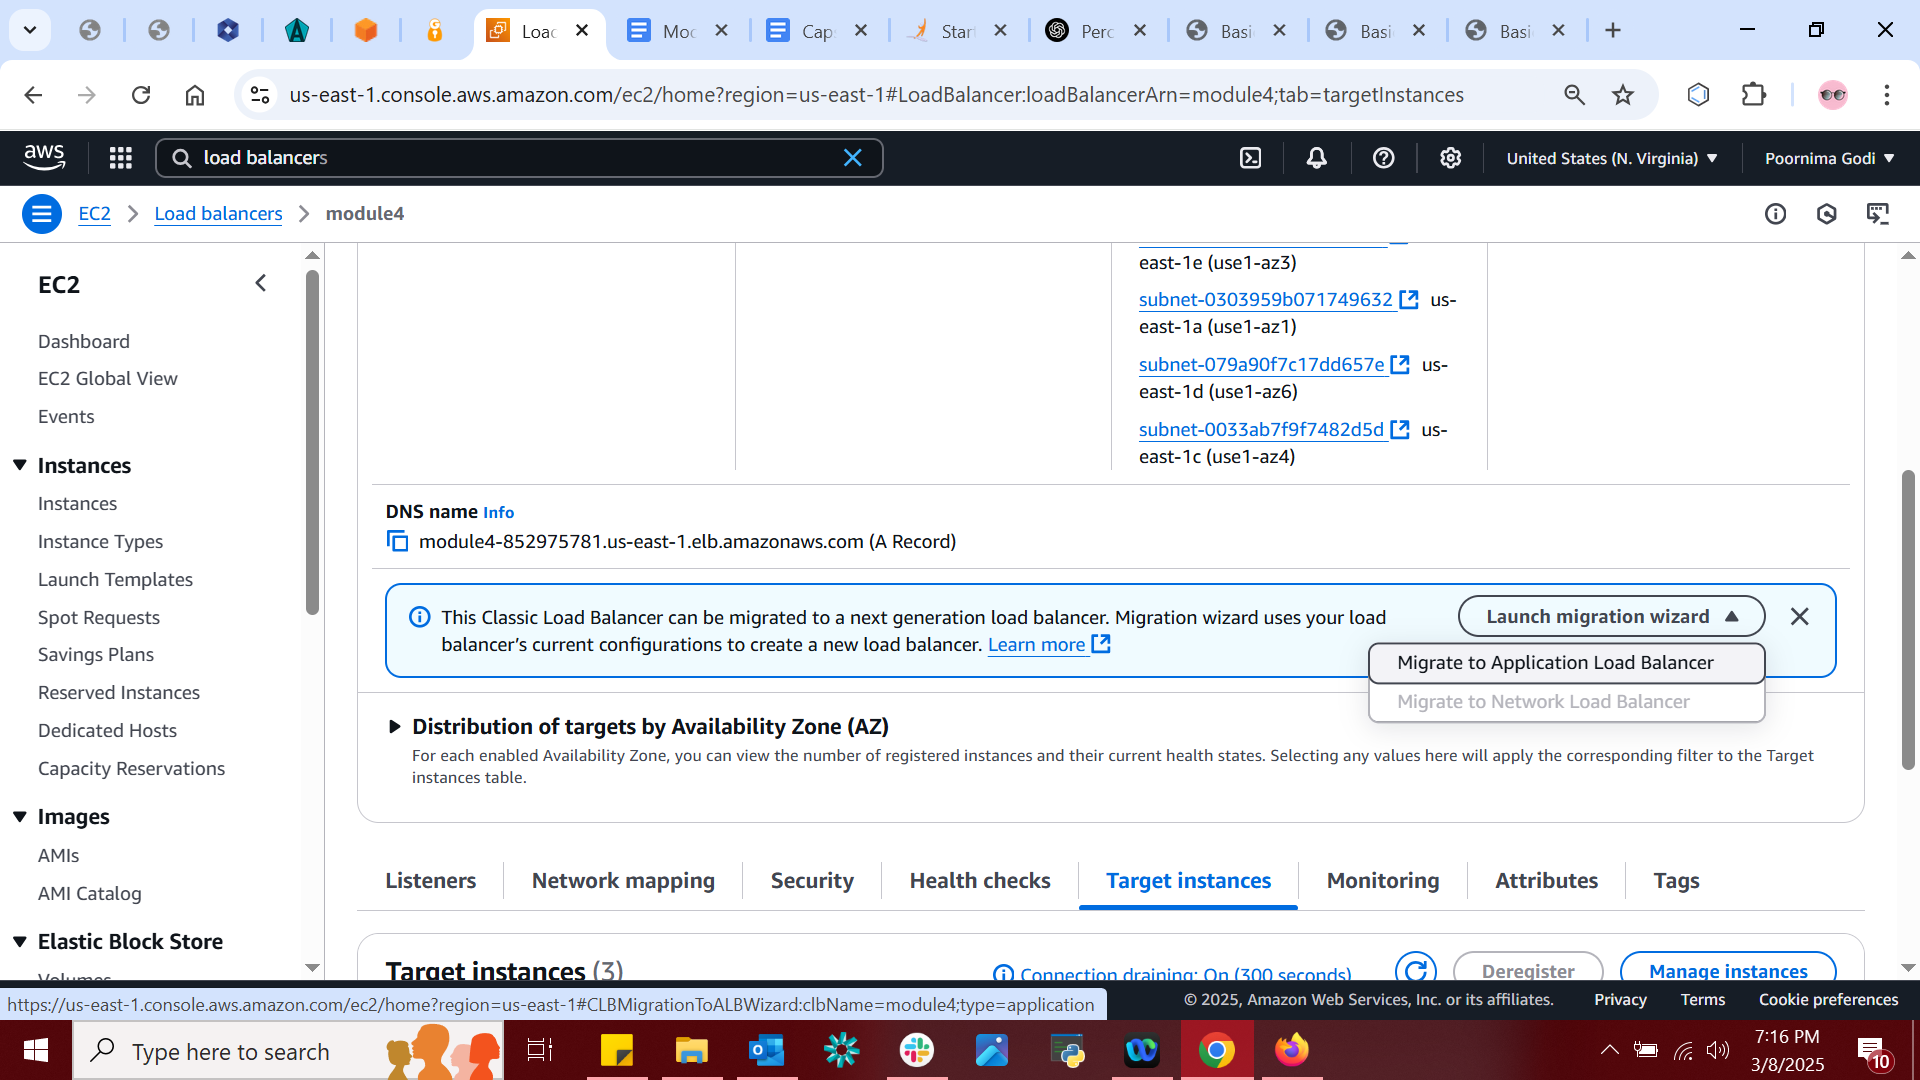 Load
Mod
Cap
Start
Perc
Basi
Basi
Basi
us-east-1.console.aws.amazon.com/ec2/home?region=us-east-1#LoadBalancer:loadBalancerArn=module4;tab=targetInstances
aws
load balancers
United States (N. Virginia) ▼
Poornima Godi ▼
EC2 > Load balancers > module4
EC2
Dashboard
EC2 Global View
Events
Instances
Instances
Instance Types
Launch Templates
Spot Requests
Savings Plans
Reserved Instances
Dedicated Hosts
Capacity Reservations
Images
AMIs
AMI Catalog
Elastic Block Store
Volumes
east-1e (use1-az3)
subnet-0303959b071749632 us-
east-1a (use1-az1)
subnet-079a90f7c17dd657e us-
east-1d (use1-az6)
subnet-0033ab7f9f7482d5d us-
east-1c (use1-az4)
DNS name Info
module4-852975781.us-east-1.elb.amazonaws.com (A Record)
This Classic Load Balancer can be migrated to a next generation load balancer. Migration wizard uses your load
balancer’s current configurations to create a new load balancer. Learn more
Launch migration wizard
Migrate to Application Load Balancer
Migrate to Network Load Balancer
Distribution of targets by Availability Zone (AZ)
For each enabled Availability Zone, you can view the number of registered instances and their current health states. Selecting any values here will apply the corresponding filter to the Target
instances table.
Listeners
Network mapping
Security
Health checks
Target instances
Monitoring
Attributes
Tags
Target instances (3)
Connection draining: On (300 seconds)
Deregister
Manage instances
https://us-east-1.console.aws.amazon.com/ec2/home?region=us-east-1#CLBMigrationToALBWizard:clbName=module4;type=application
© 2025, Amazon Web Services, Inc. or its affiliates.
Privacy
Terms
Cookie preferences
Type here to search
7:16 PM
3/8/2025
10